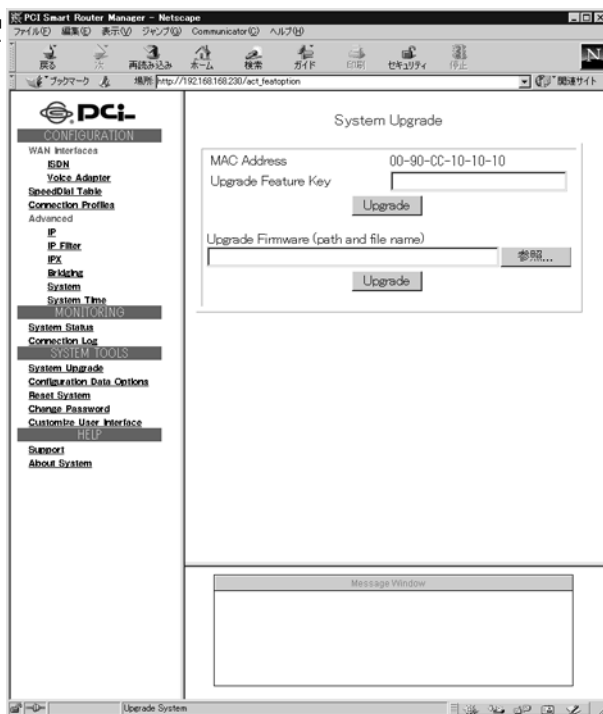 PCI Smart Router Manager - Netscape
ファイル(F) 編集(E) 表示(V) ジャンプ(G) Communicator(C) ヘルプ(H)
戻る 次 再読み込み ホーム 検索 ガイド 印刷 セキュリティ 停止
N
ブックマーク 場所: http://192.168.168.230/act_featoption 関連サイト
PCi
CONFIGURATION
WAN Interfaces
ISDN
Voice Adapter
SpeedDial Table
Connection Profiles
Advanced
IP
IP Filter
IPX
Bridging
System
System Time
MONITORING
System Status
Connection Log
SYSTEM TOOLS
System Upgrade
Configuration Data Options
Reset System
Change Password
Customize User Interface
HELP
Support
About System
System Upgrade
MAC Address 00-90-CC-10-10-10
Upgrade Feature Key
Upgrade
Upgrade Firmware (path and file name)
参照...
Upgrade
Message Window
Upgrade System